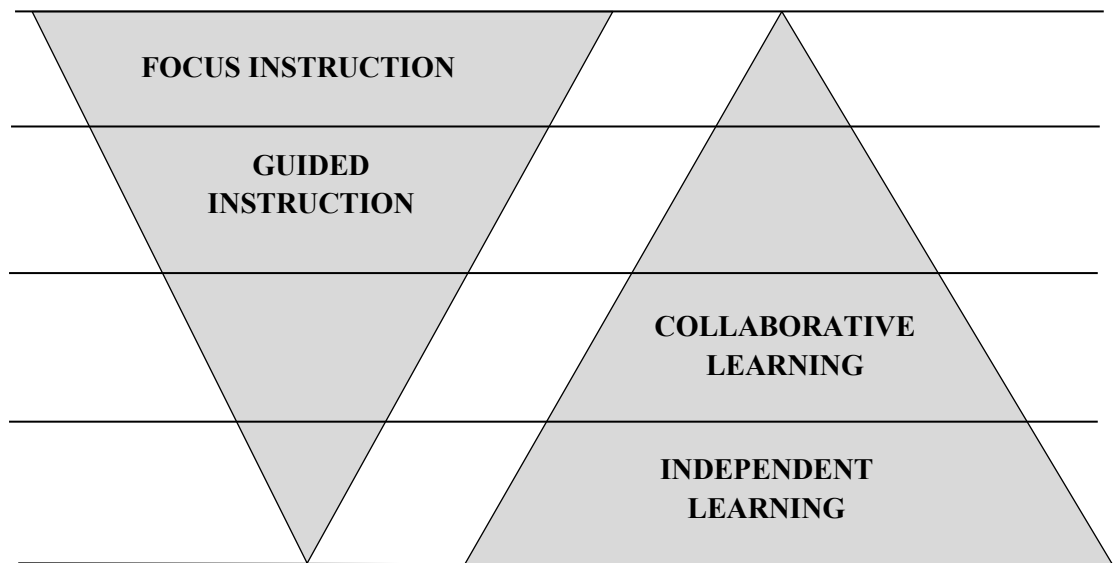 FOCUS INSTRUCTION
GUIDED
INSTRUCTION
COLLABORATIVE
LEARNING
INDEPENDENT
LEARNING